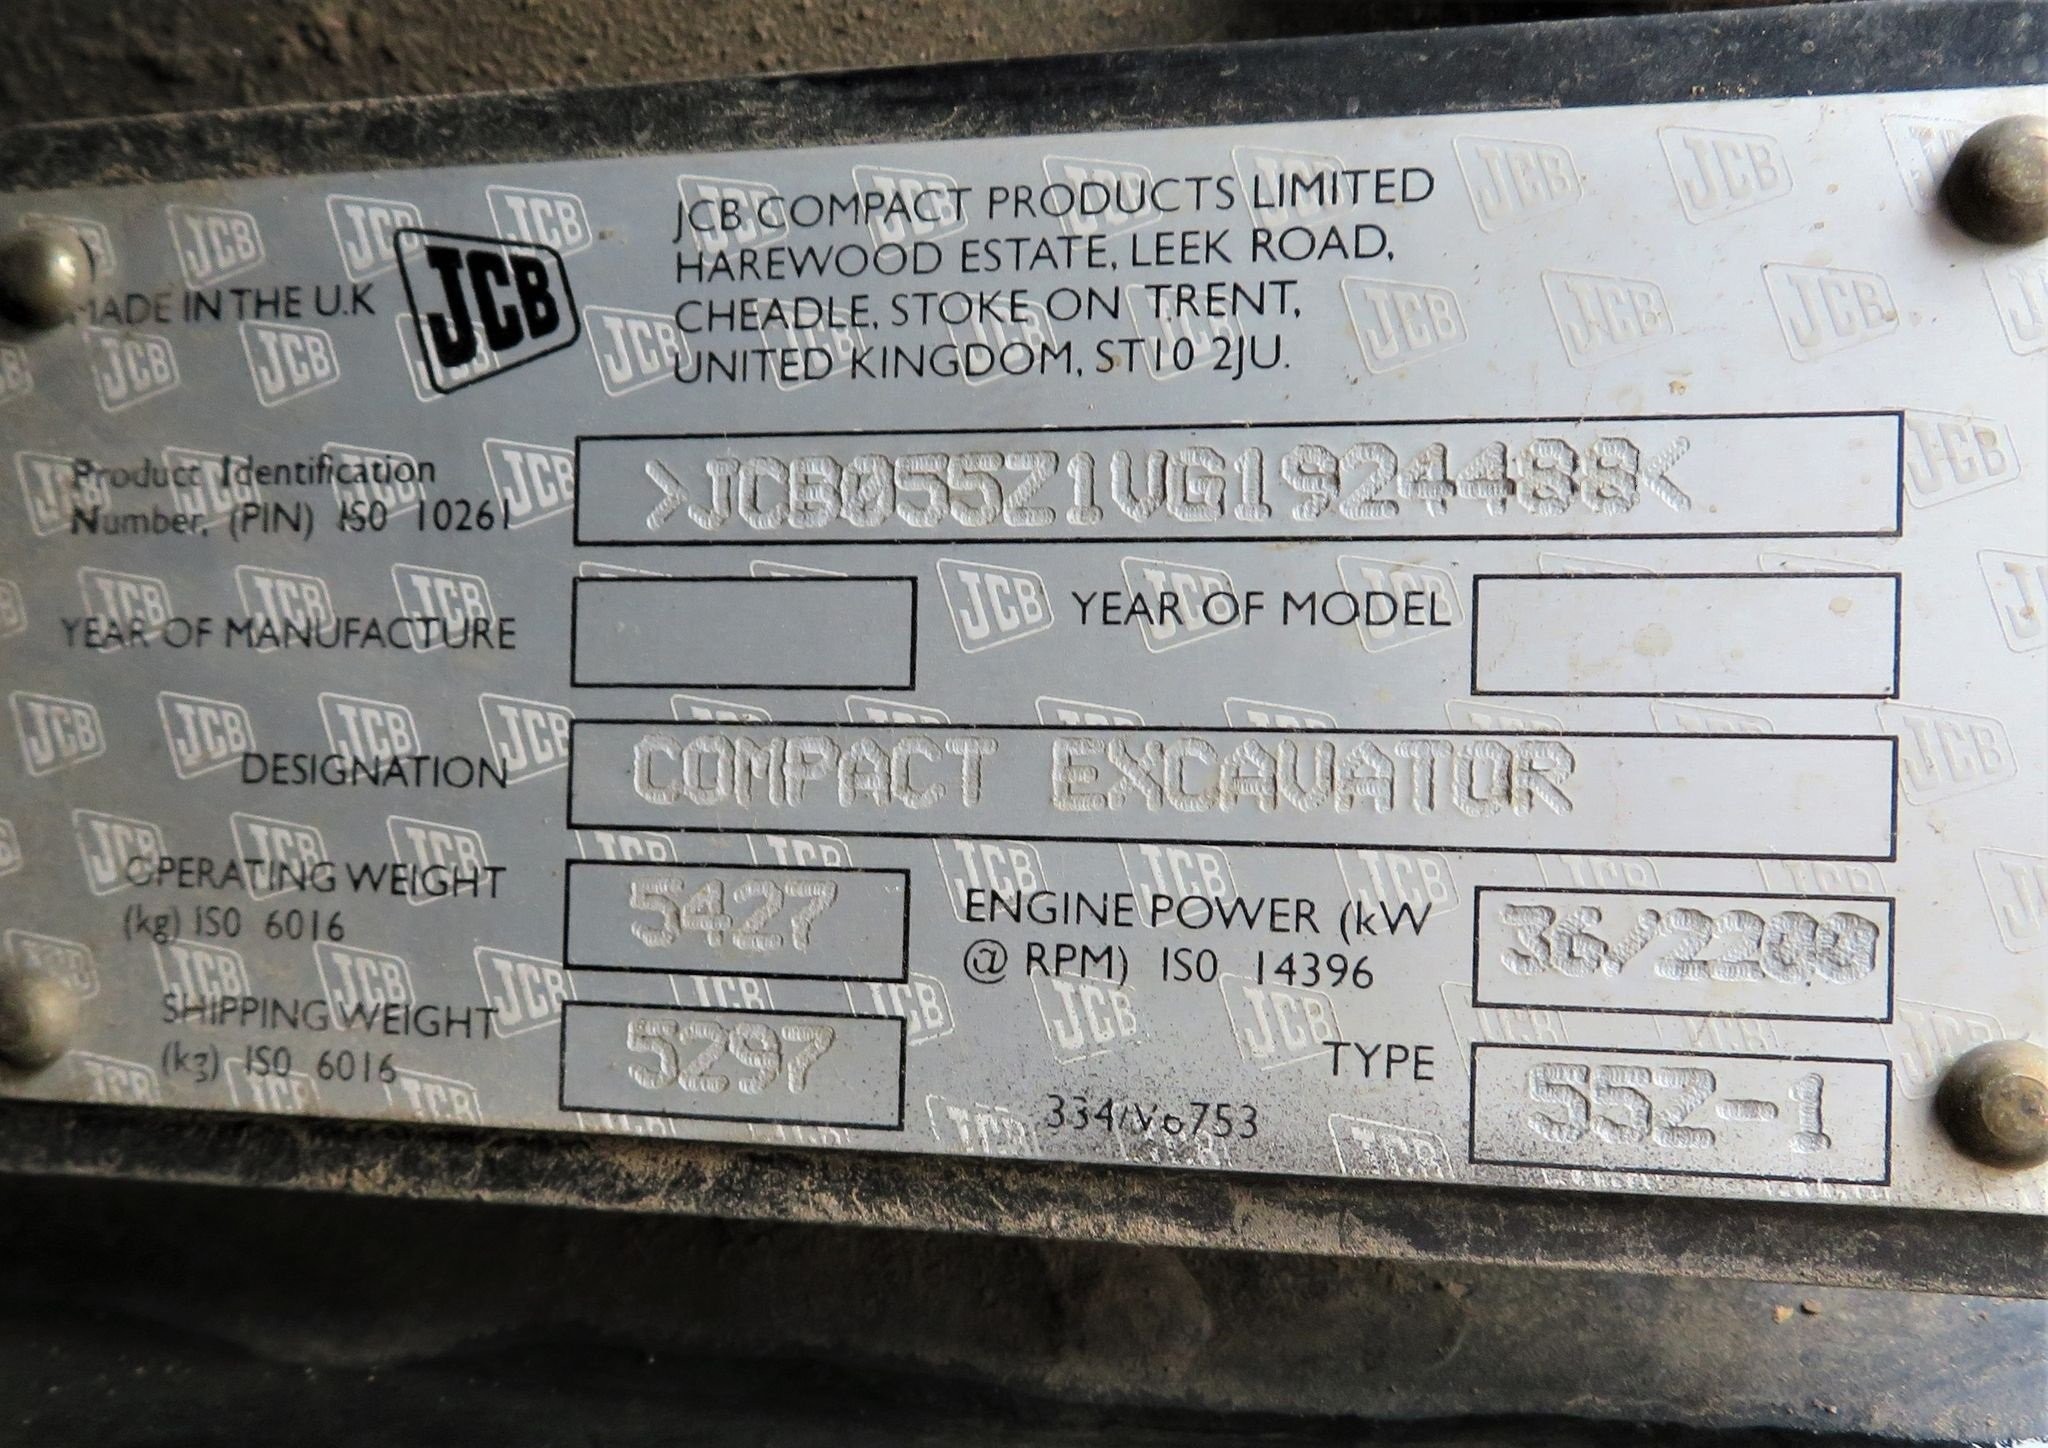 MADE IN THE U.K
JCB
JCB COMPACT PRODUCTS LIMITED
HAREWOOD ESTATE, LEEK ROAD,
CHEADLE, STOKE ON TRENT,
UNITED KINGDOM, ST10 2JU.
Product Identification
Number, (PIN) ISO 10261
>JCB055Z1VG1924488<
YEAR OF MANUFACTURE
YEAR OF MODEL
DESIGNATION
COMPACT EXCAVATOR
OPERATING WEIGHT
(kg) ISO 6016
5427
ENGINE POWER (kW
@ RPM) ISO 14396
36/2200
SHIPPING WEIGHT
(kg) ISO 6016
5297
TYPE
55Z-1